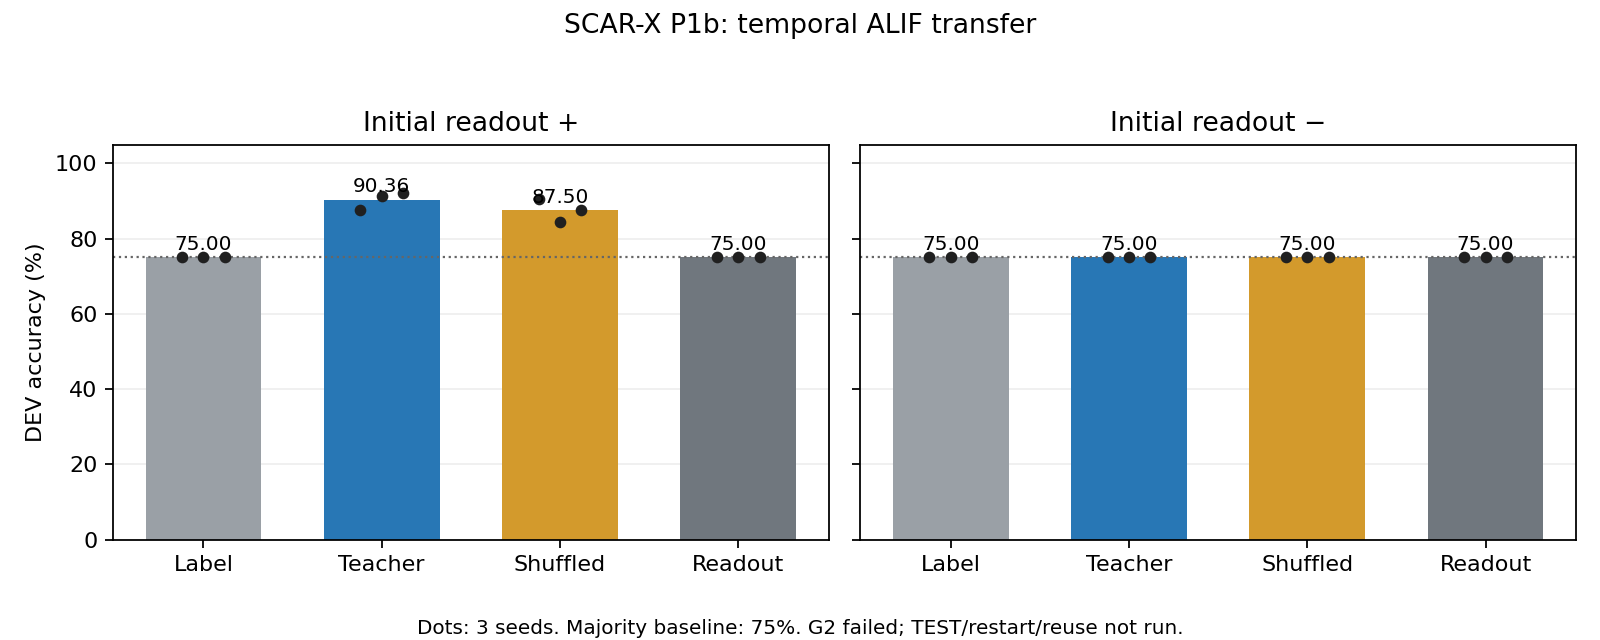 SCAR-X P1b: temporal ALIF transfer
Initial readout +
Initial readout −
DEV accuracy (%)
100
80
60
40
20
0
75.00
90.36
87.50
75.00
75.00
75.00
75.00
75.00
Label
Teacher
Shuffled
Readout
Label
Teacher
Shuffled
Readout
Dots: 3 seeds. Majority baseline: 75%. G2 failed; TEST/restart/reuse not run.